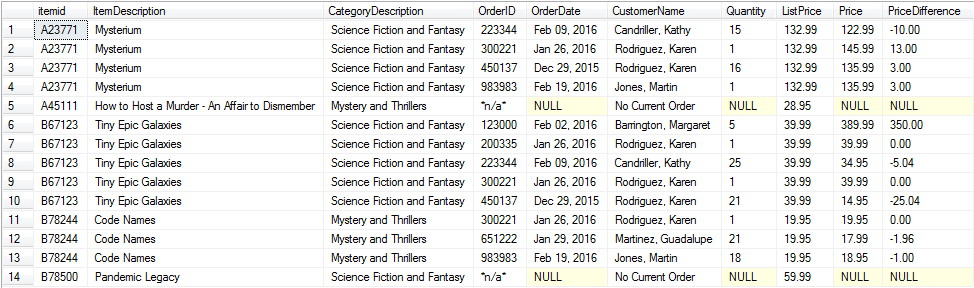 itemid ItemDescription CategoryDescription OrderID OrderDate CustomerName Quantity ListPrice Price PriceDifference
1 A23771 Mysterium Science Fiction and Fantasy 223344 Feb 09, 2016 Candriller, Kathy 15 132.99 122.99 -10.00
2 A23771 Mysterium Science Fiction and Fantasy 300221 Jan 26, 2016 Rodriguez, Karen 1 132.99 145.99 13.00
3 A23771 Mysterium Science Fiction and Fantasy 450137 Dec 29, 2015 Rodriguez, Karen 16 132.99 135.99 3.00
4 A23771 Mysterium Science Fiction and Fantasy 983983 Feb 19, 2016 Jones, Martin 1 132.99 135.99 3.00
5 A45111 How to Host a Murder - An Affair to Dismember Mystery and Thrillers *n/a* NULL No Current Order NULL 28.95 NULL NULL
6 B67123 Tiny Epic Galaxies Science Fiction and Fantasy 123000 Feb 02, 2016 Barrington, Margaret 5 39.99 389.99 350.00
7 B67123 Tiny Epic Galaxies Science Fiction and Fantasy 200335 Jan 26, 2016 Rodriguez, Karen 1 39.99 39.99 0.00
8 B67123 Tiny Epic Galaxies Science Fiction and Fantasy 223344 Feb 09, 2016 Candriller, Kathy 25 39.99 34.95 -5.04
9 B67123 Tiny Epic Galaxies Science Fiction and Fantasy 300221 Jan 26, 2016 Rodriguez, Karen 1 39.99 39.99 0.00
10 B67123 Tiny Epic Galaxies Science Fiction and Fantasy 450137 Dec 29, 2015 Rodriguez, Karen 21 39.99 14.95 -25.04
11 B78244 Code Names Mystery and Thrillers 300221 Jan 26, 2016 Rodriguez, Karen 1 19.95 19.95 0.00
12 B78244 Code Names Mystery and Thrillers 651222 Jan 29, 2016 Martinez, Guadalupe 21 19.95 17.99 -1.96
13 B78244 Code Names Mystery and Thrillers 983983 Feb 19, 2016 Jones, Martin 18 19.95 18.95 -1.00
14 B78500 Pandemic Legacy Science Fiction and Fantasy *n/a* NULL No Current Order NULL 59.99 NULL NULL